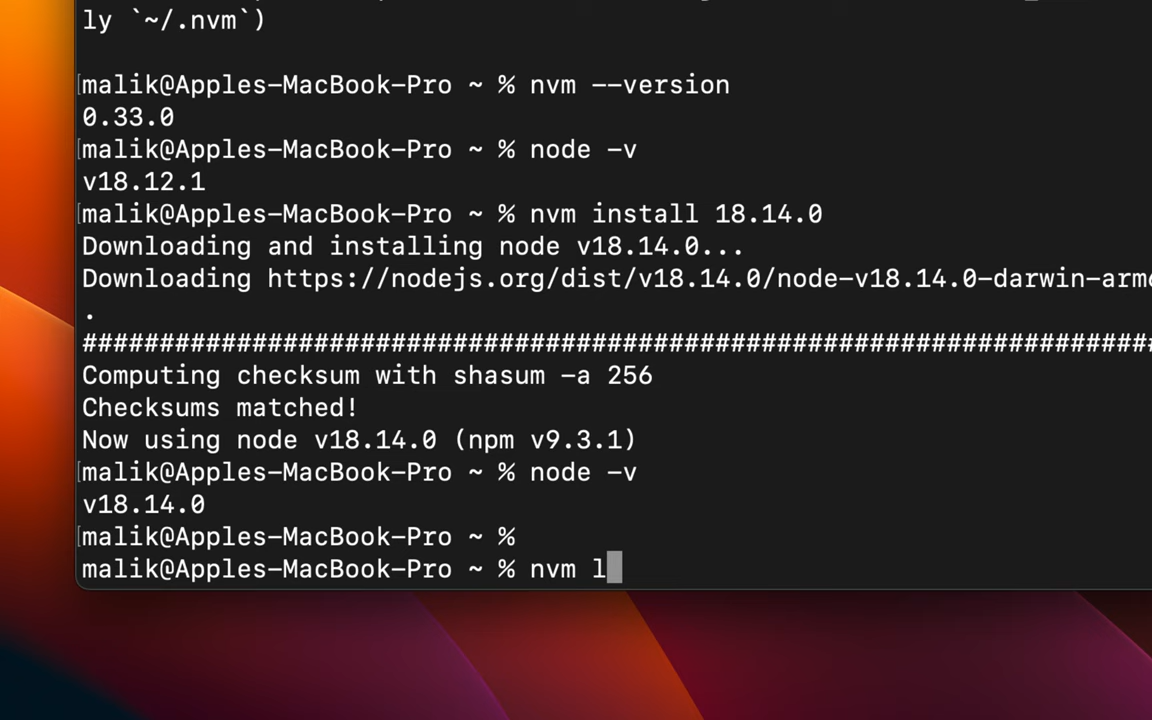 ly `~/.nvm`)
[malik@Apples-MacBook-Pro ~ % nvm --version
0.33.0
[malik@Apples-MacBook-Pro ~ % node -v
v18.12.1
[malik@Apples-MacBook-Pro ~ % nvm install 18.14.0
Downloading and installing node v18.14.0...
Downloading https://nodejs.org/dist/v18.14.0/node-v18.14.0-darwin-arm
.
######################################################################
Computing checksum with shasum -a 256
Checksums matched!
Now using node v18.14.0 (npm v9.3.1)
[malik@Apples-MacBook-Pro ~ % node -v
v18.14.0
[malik@Apples-MacBook-Pro ~ %
malik@Apples-MacBook-Pro ~ % nvm l